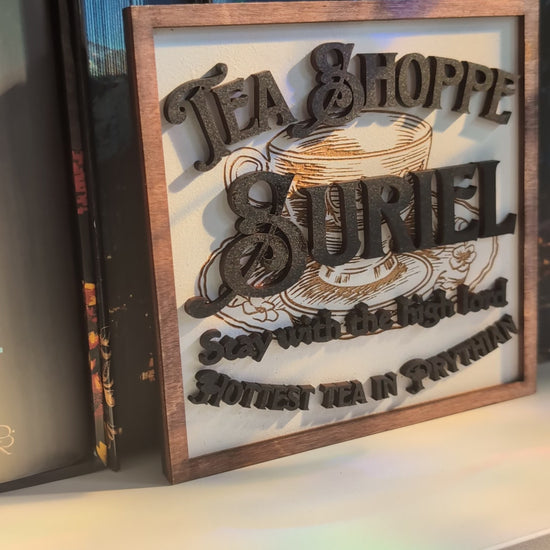 Tea Shoppe
Suriel
Stay with the high lord
Hottest tea in Prythian